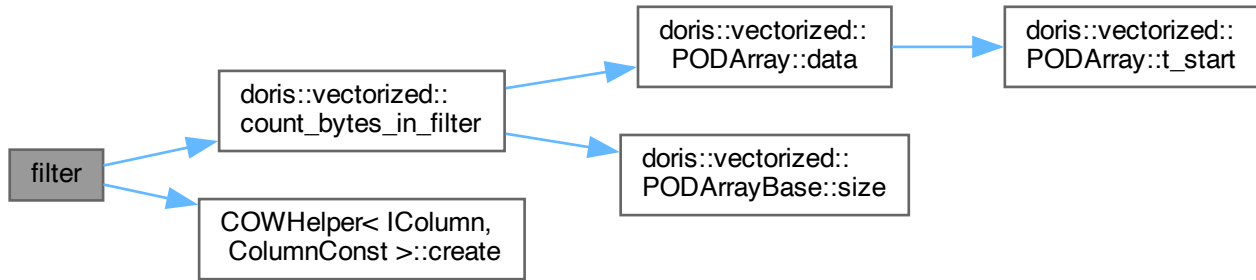 filter
doris::vectorized::
count_bytes_in_filter
COWHelper< IColumn,
ColumnConst >::create
doris::vectorized::
PODArray::data
doris::vectorized::
PODArrayBase::size
doris::vectorized::
PODArray::t_start